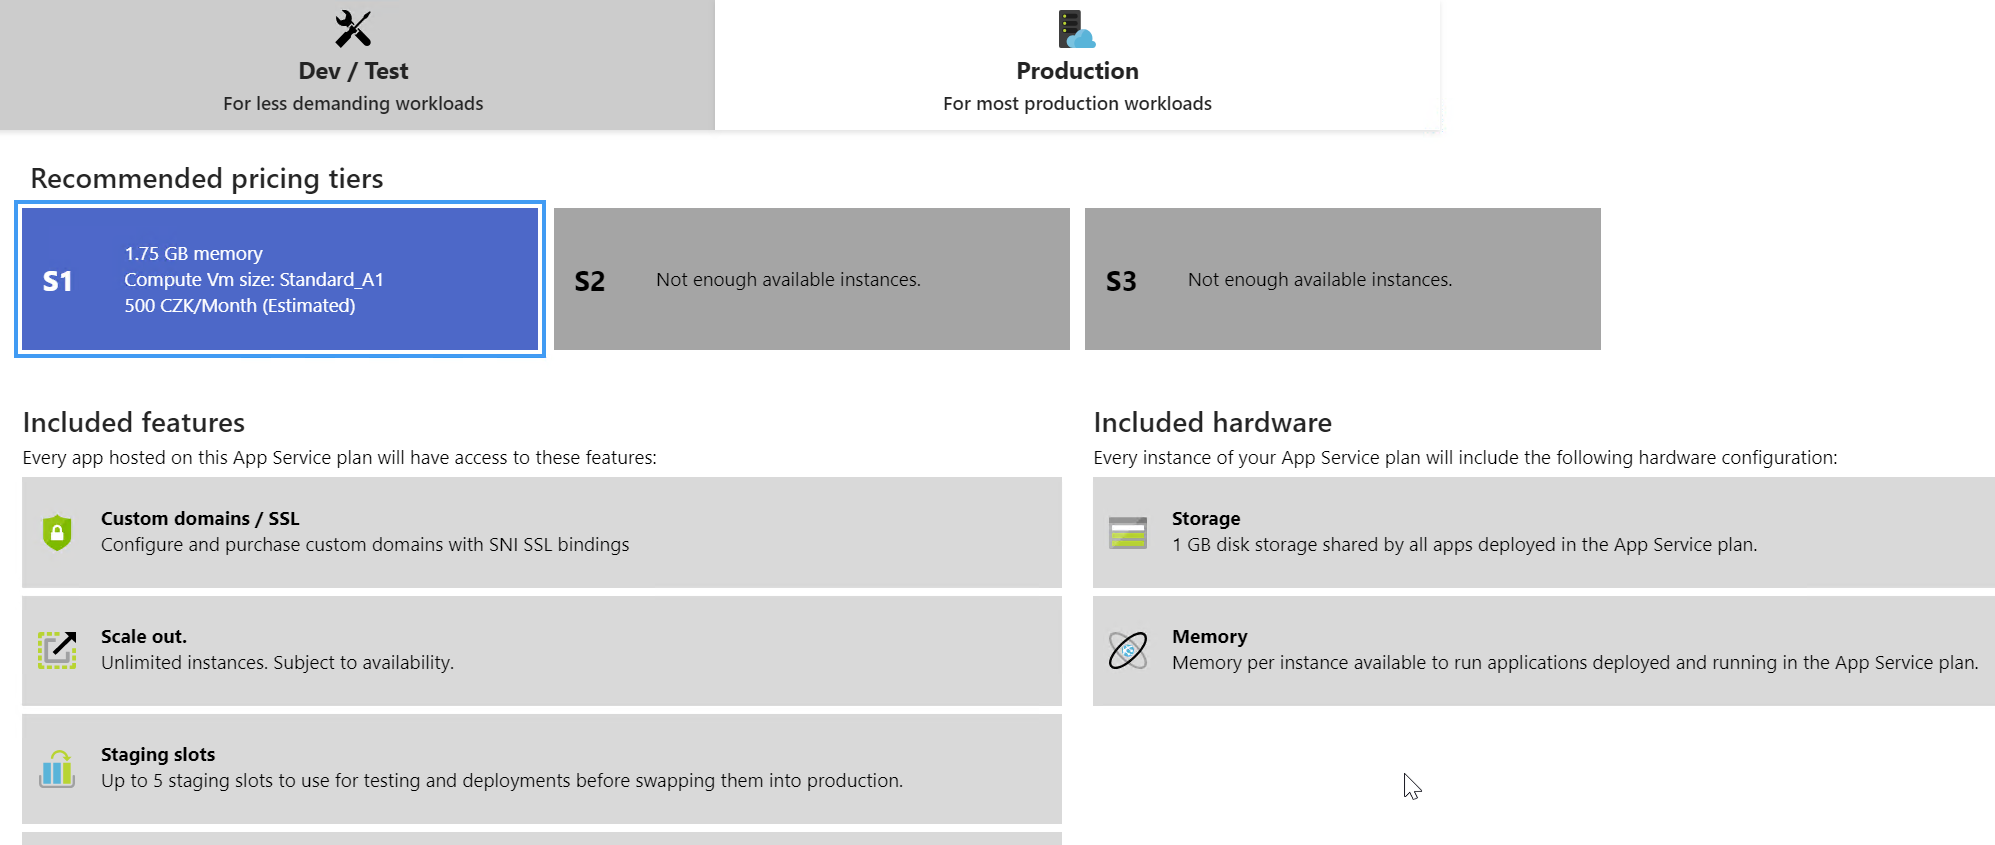 Dev / Test
For less demanding workloads
Production
For most production workloads
Recommended pricing tiers
S1
1.75 GB memory
Compute Vm size: Standard_A1
500 CZK/Month (Estimated)
S2
Not enough available instances.
S3
Not enough available instances.
Included features
Every app hosted on this App Service plan will have access to these features:
Custom domains / SSL
Configure and purchase custom domains with SNI SSL bindings
Scale out.
Unlimited instances. Subject to availability.
Staging slots
Up to 5 staging slots to use for testing and deployments before swapping them into production.
Included hardware
Every instance of your App Service plan will include the following hardware configuration:
Storage
1 GB disk storage shared by all apps deployed in the App Service plan.
Memory
Memory per instance available to run applications deployed and running in the App Service plan.